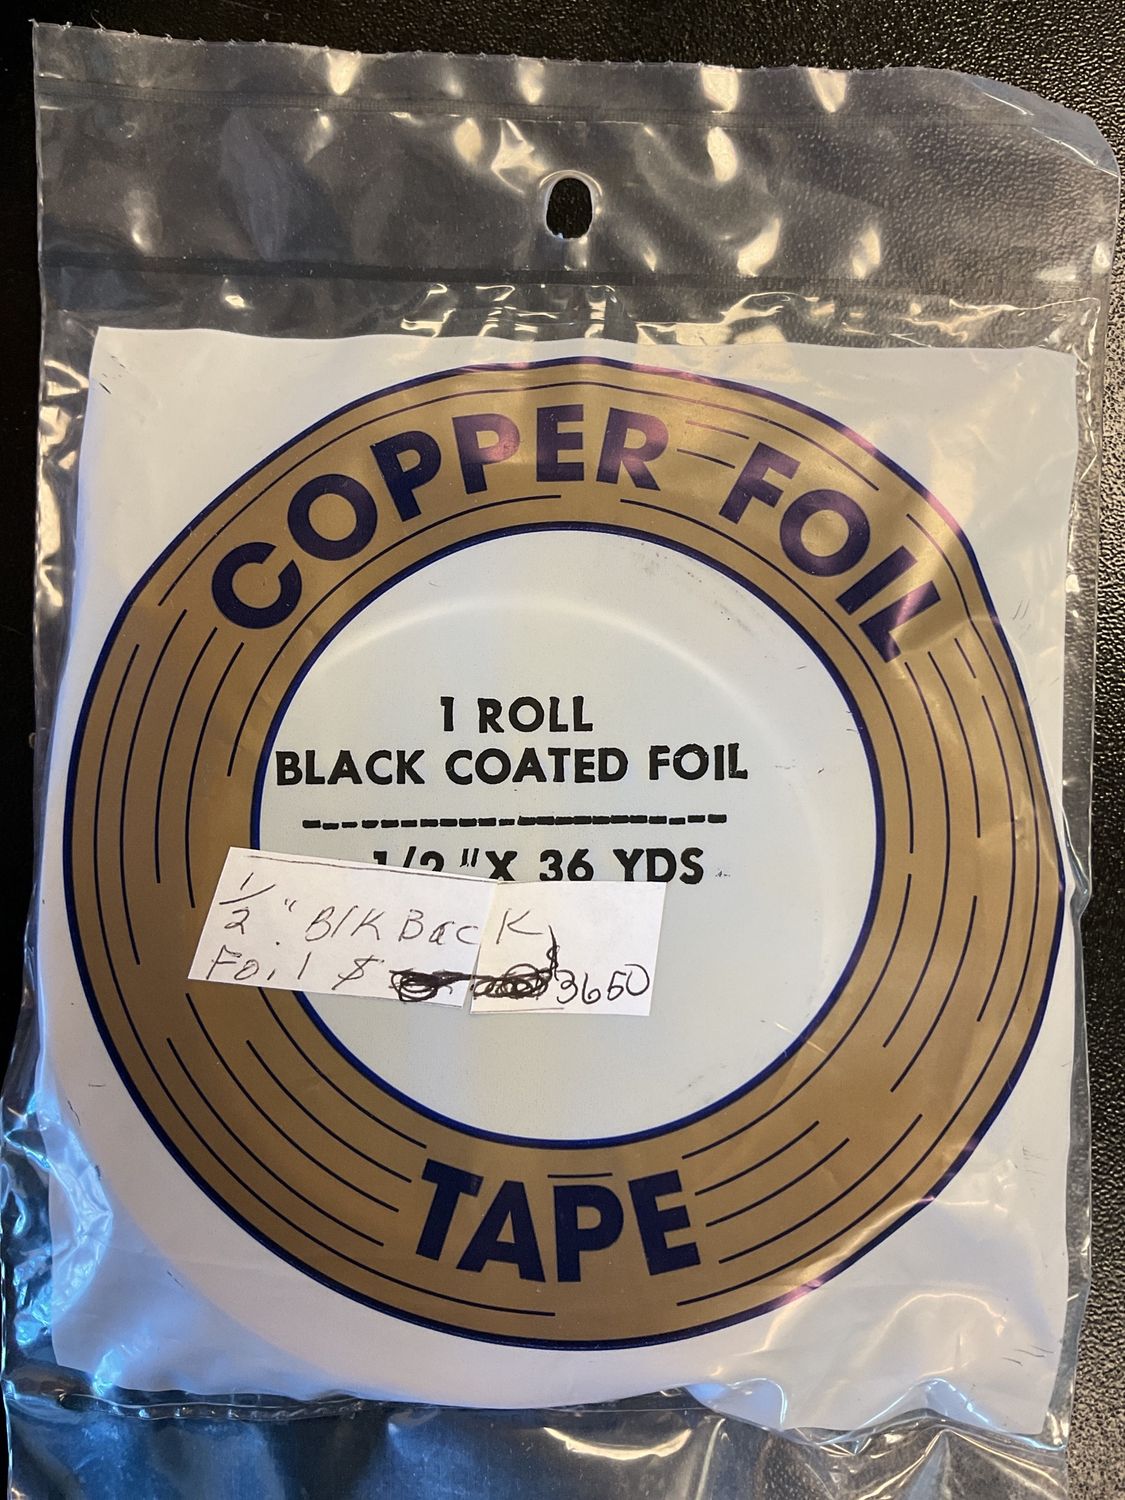 COPPER FOIL
1 ROLL
BLACK COATED FOIL
1/2 "X 36 YDS
1/2 " Blk Back
Foil $ $3650
TAPE